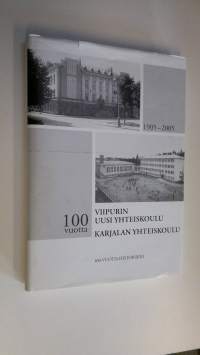 1905–2005
100
vuotta
VIIPURIN
UUSI YHTEISKOULU
KARJALAN YHTEISKOULU